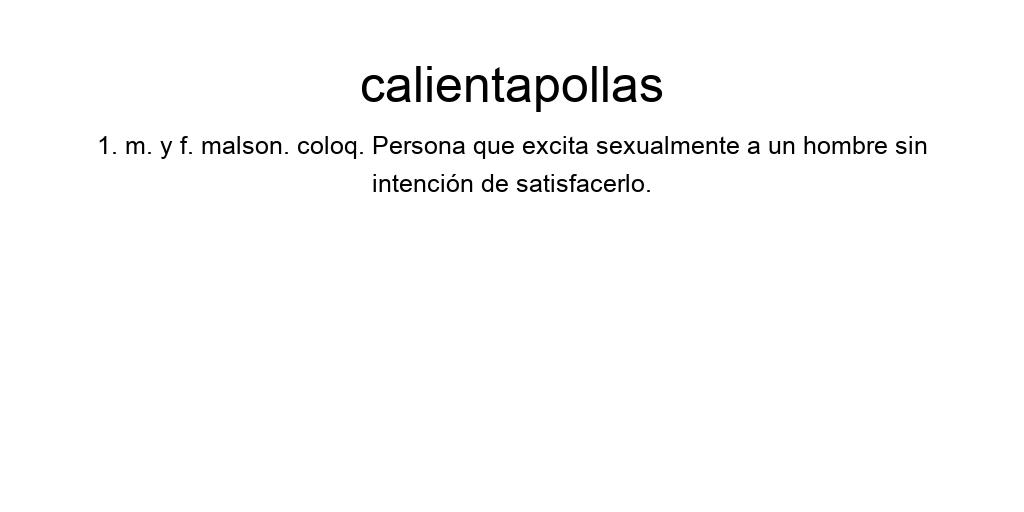 calientapollas
1. m. y f. malson. coloq. Persona que excita sexualmente a un hombre sin
intención de satisfacerlo.